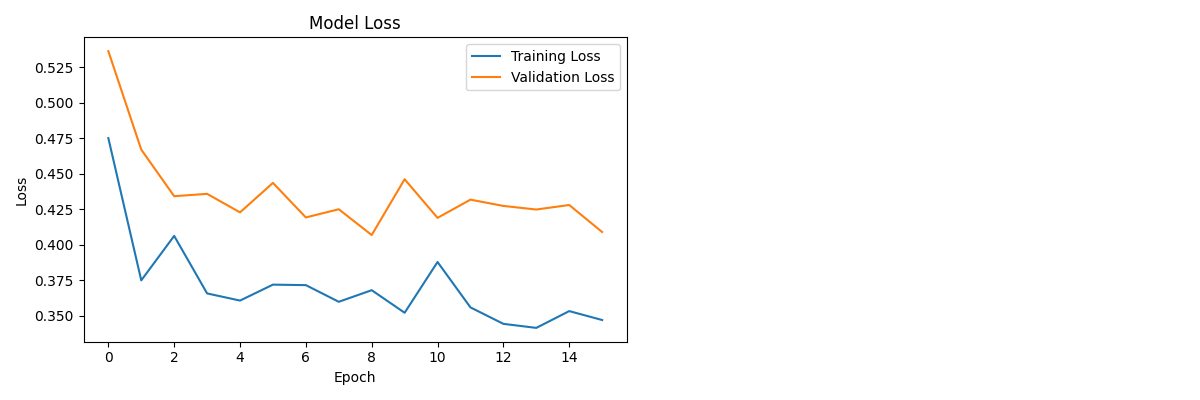 Model Loss
Training Loss
Validation Loss
0.525
0.500
0.475
0.450
0.425
0.400
0.375
0.350
Loss
0 2 4 6 8 10 12 14
Epoch